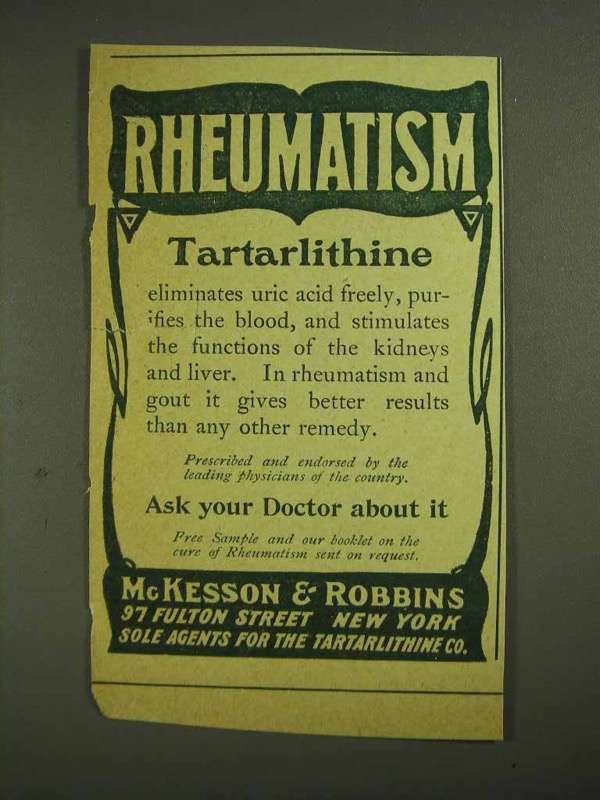 RHEUMATISM
Tartarlithine
eliminates uric acid freely, pur-
ifies the blood, and stimulates
the functions of the kidneys
and liver. In rheumatism and
gout it gives better results
than any other remedy.
Prescribed and endorsed by the
leading physicians of the country.
Ask your Doctor about it
Free Sample and our booklet on the
cure of Rheumatism sent on request.
McKESSON & ROBBINS
97 FULTON STREET NEW YORK
SOLE AGENTS FOR THE TARTARLITHINE CO.